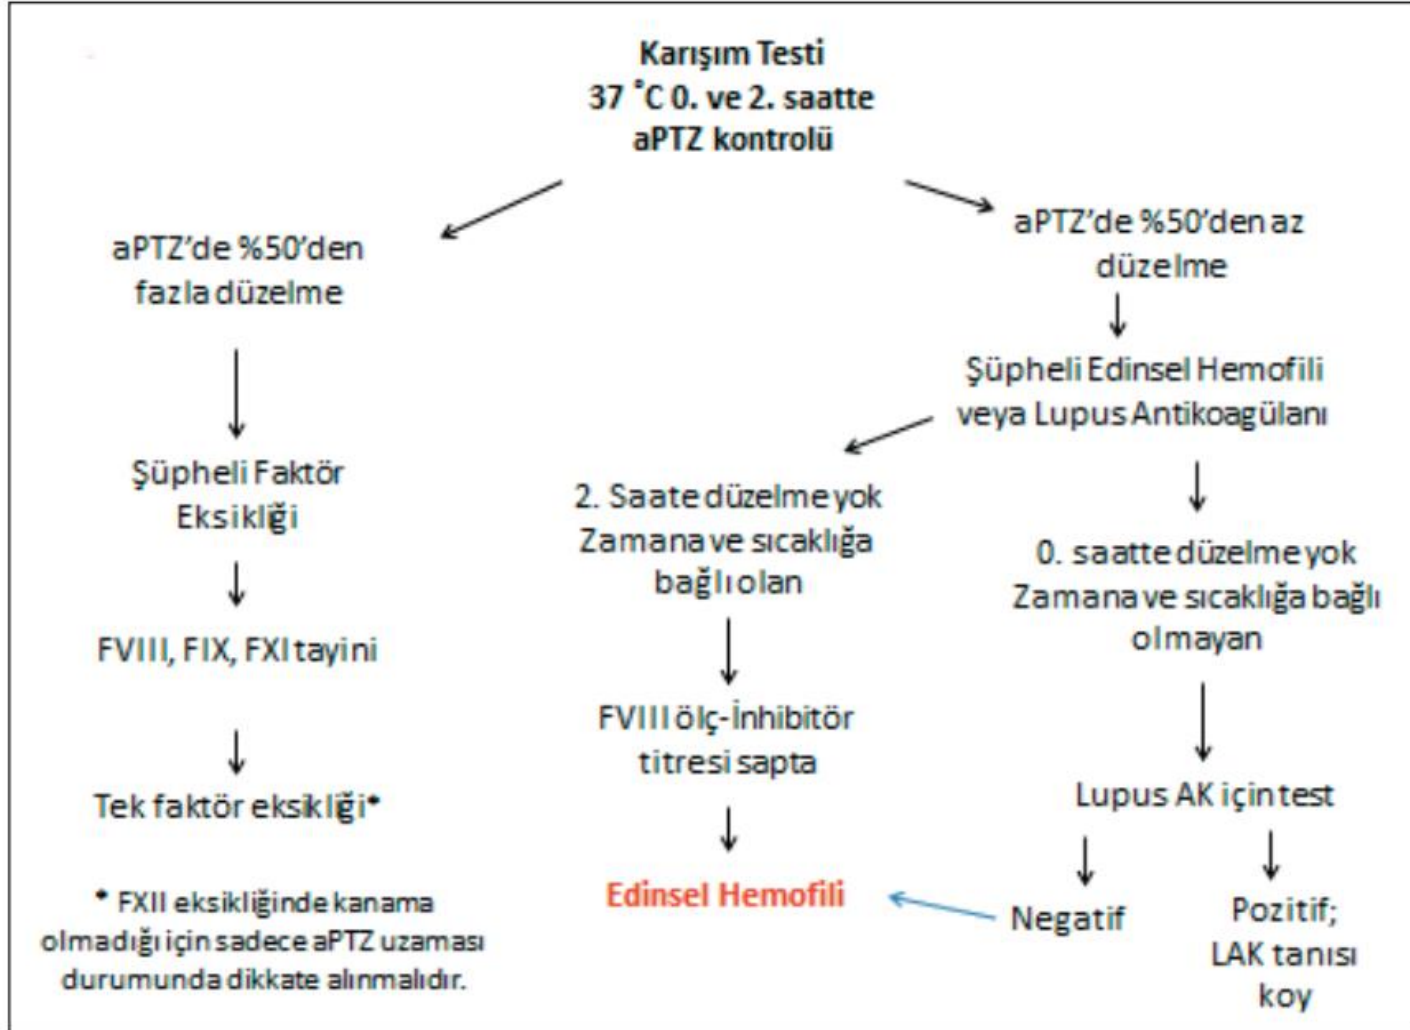 Karışım Testi
37 ˚C 0. ve 2. saatte
aPTZ kontrolü
aPTZ’de %50’den
fazla düzelme
Şüpheli Faktör
Eksikliği
FVIII, FIX, FXI tayini
Tek faktör eksikliği*
* FXII eksikliğinde kanama
olmadığı için sadece aPTZ uzaması
durumunda dikkate alınmalıdır.
aPTZ’de %50’den az
düzelme
Şüpheli Edinsel Hemofili
veya Lupus Antikoagülanı
2. Saate düzelme yok
Zamana ve sıcaklığa
bağlı olan
FVIII ölç-İnhibitör
titresi sapta
Edinsel Hemofili
0. saatte düzelme yok
Zamana ve sıcaklığa bağlı
olmayan
Lupus AK için test
Negatif
Pozitif;
LAK tanısı
koy